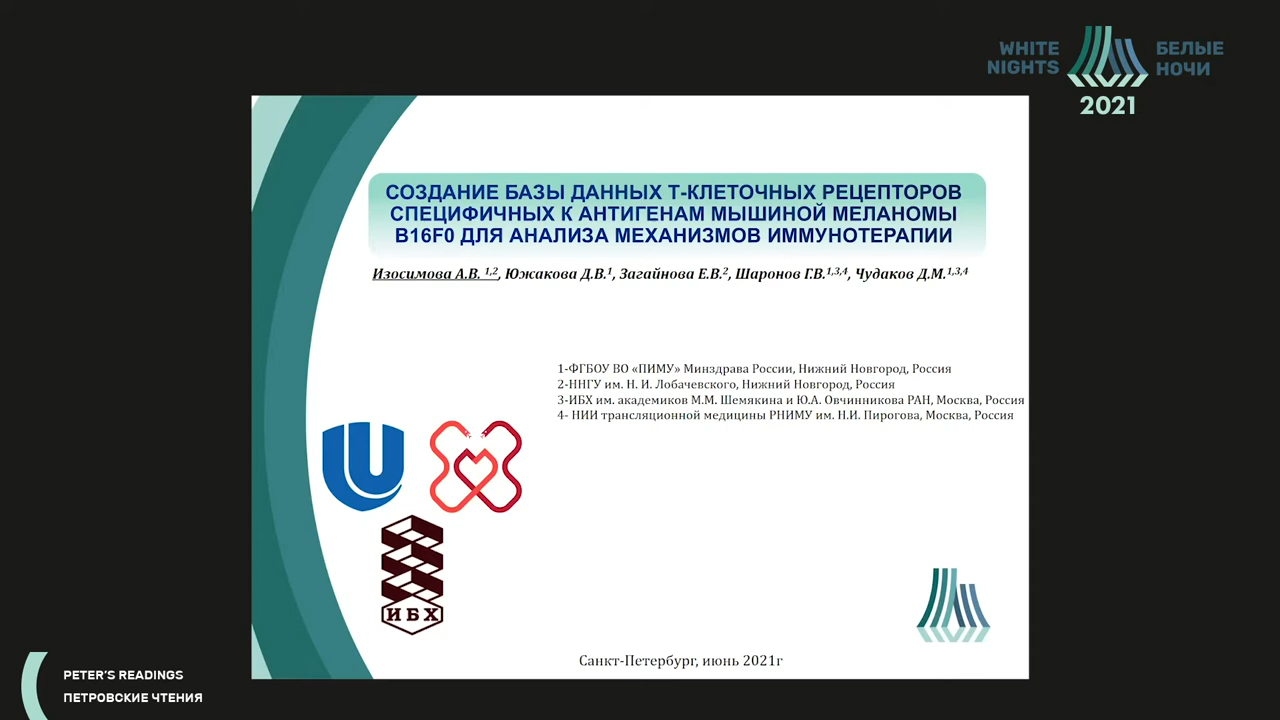 WHITE
NIGHTS
БЕЛЫЕ
НОЧИ
2021
СОЗДАНИЕ БАЗЫ ДАННЫХ Т-КЛЕТОЧНЫХ РЕЦЕПТОРОВ
СПЕЦИФИЧНЫХ К АНТИГЕНАМ МЫШИНОЙ МЕЛАНОМЫ
B16F0 ДЛЯ АНАЛИЗА МЕХАНИЗМОВ ИММУНОТЕРАПИИ
Изосимова А.В. 1,2, Южакова Д.В.1, Загайнова Е.В.2, Шаронов Г.В.1,3,4, Чудаков Д.М.1,3,4
1-ФГБОУ ВО «ПИМУ» Минздрава России, Нижний Новгород, Россия
2-ННГУ им. Н. И. Лобачевского, Нижний Новгород, Россия
3-ИБХ им. академиков М.М. Шемякина и Ю.А. Овчинникова РАН, Москва, Россия
4- НИИ трансляционной медицины РНИМУ им. Н.И. Пирогова, Москва, Россия
ИБХ
Санкт-Петербург, июнь 2021г
PETER'S READINGS
ПЕТРОВСКИЕ ЧТЕНИЯ